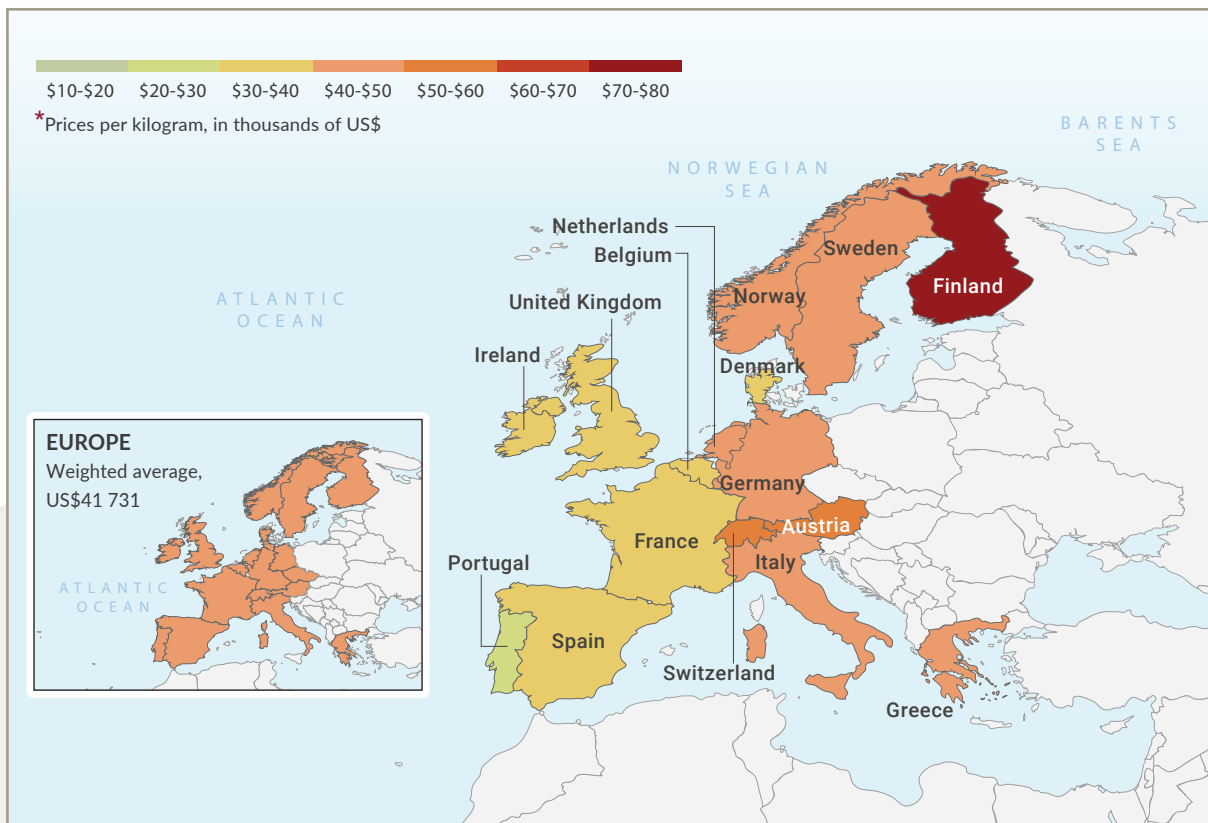 $10-$20 $20-$30 $30-$40 $40-$50 $50-$60 $60-$70 $70-$80
*Prices per kilogram, in thousands of US$
BARENTS
SEA
NORWEGIAN
SEA
Netherlands
Belgium
Sweden
Finland
ATLANTIC
OCEAN
United Kingdom
Norway
Ireland
Denmark
EUROPE
Weighted average,
US$41 731
ATLANTIC
OCEAN
Germany
Austria
France
Italy
Portugal
Spain
Switzerland
Greece